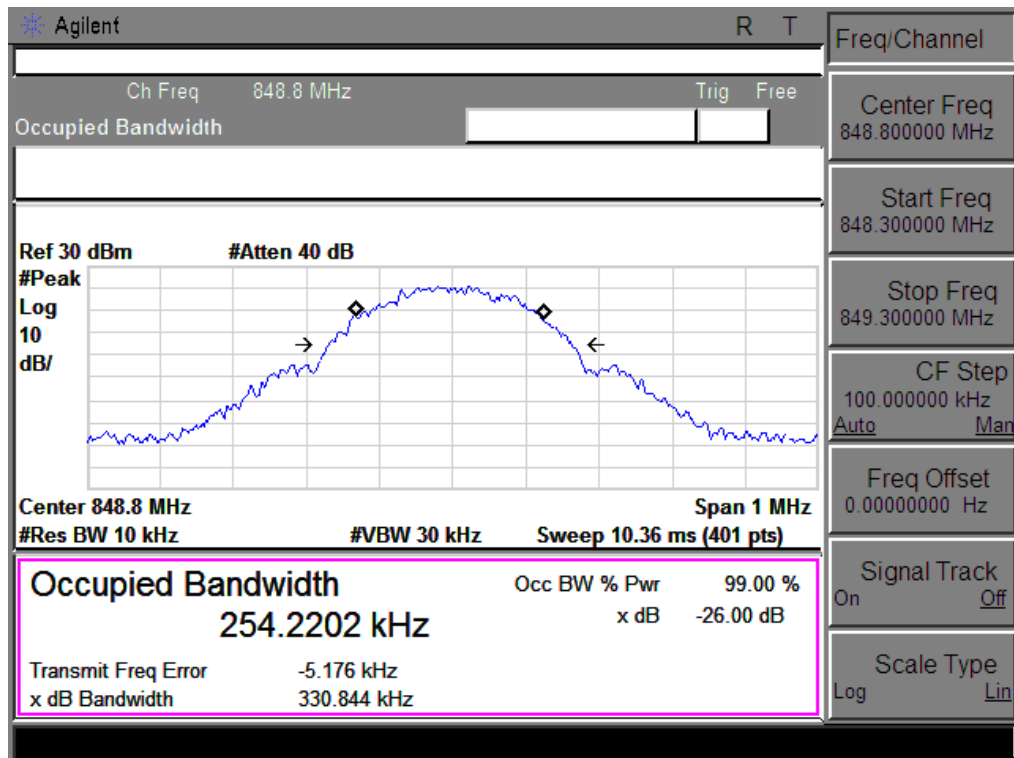 Agilent R T
Ch Freq 848.8 MHz Trig Free
Occupied Bandwidth
Ref 30 dBm #Atten 40 dB
#Peak
Log
10
dB/
Center 848.8 MHz Span 1 MHz
#Res BW 10 kHz #VBW 30 kHz Sweep 10.36 ms (401 pts)
Occupied Bandwidth Occ BW % Pwr 99.00 %
254.2202 kHz x dB -26.00 dB
Transmit Freq Error -5.176 kHz
x dB Bandwidth 330.844 kHz
Freq/Channel
Center Freq
848.800000 MHz
Start Freq
848.300000 MHz
Stop Freq
849.300000 MHz
CF Step
100.000000 kHz
Auto Man
Freq Offset
0.00000000 Hz
Signal Track
On Off
Scale Type
Log Lin